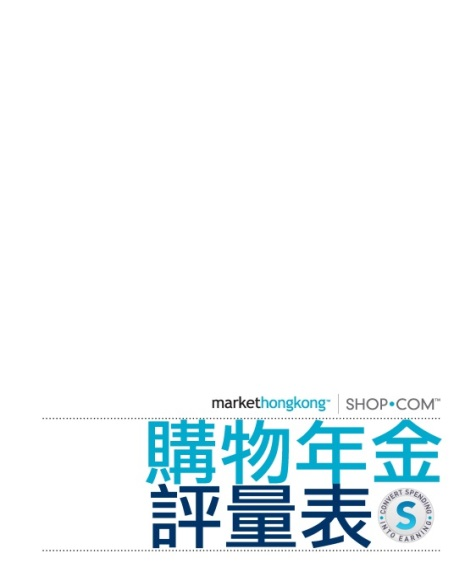 markethongkong™ | SHOP•COM™
購物年金
評量表
CONVERT SPENDING
S
INTO EARNING